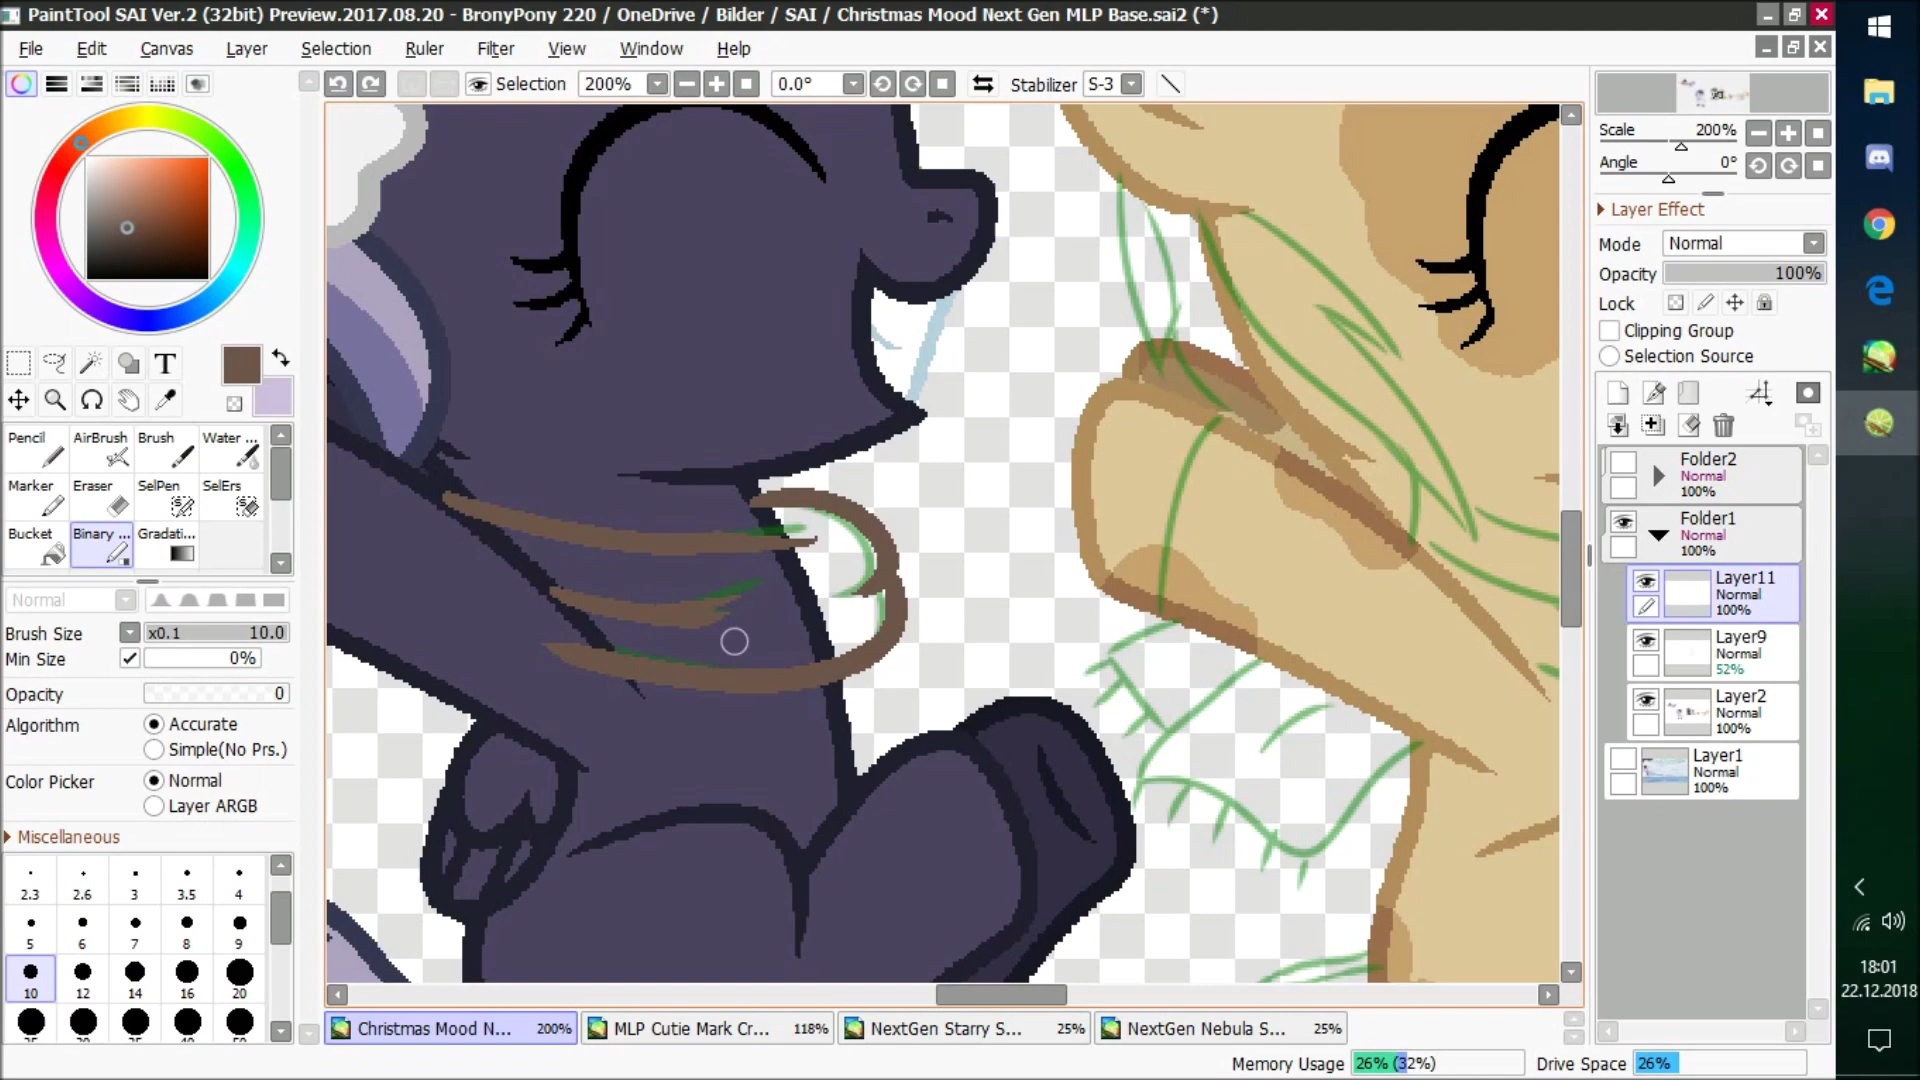 PaintTool SAI Ver.2 (32bit) Preview.2017.08.20 - BronyPony 220 / OneDrive / Bilder / SAI / Christmas Mood Next Gen MLP Base.sai2 (*)
File Edit Canvas Layer Selection Ruler Filter View Window Help
Selection 200% 0.0° Stabilizer S-3
Scale 200%
Angle 0°
Layer Effect
Mode Normal
Opacity 100%
Lock
Clipping Group
Selection Source
T
Pencil AirBrush Brush Water ...
Marker Eraser SelPen SelErs
Bucket Binary ... Gradati...
Normal
Brush Size x0.1 10.0
Min Size 0%
Opacity 0
Algorithm Accurate
Simple(No Prs.)
Color Picker Normal
Layer ARGB
Miscellaneous
2.3 2.6 3 3.5 4
5 6 7 8 9
10 12 14 16 20
Folder2
Normal
100%
Folder1
Normal
100%
Layer11
Normal
100%
Layer9
Normal
52%
Layer2
Normal
100%
Layer1
Normal
100%
Christmas Mood N... 200% MLP Cutie Mark Cr... 118% NextGen Starry S... 25% NextGen Nebula S... 25%
Memory Usage 26% (32%) Drive Space 26%
18:01
22.12.2018